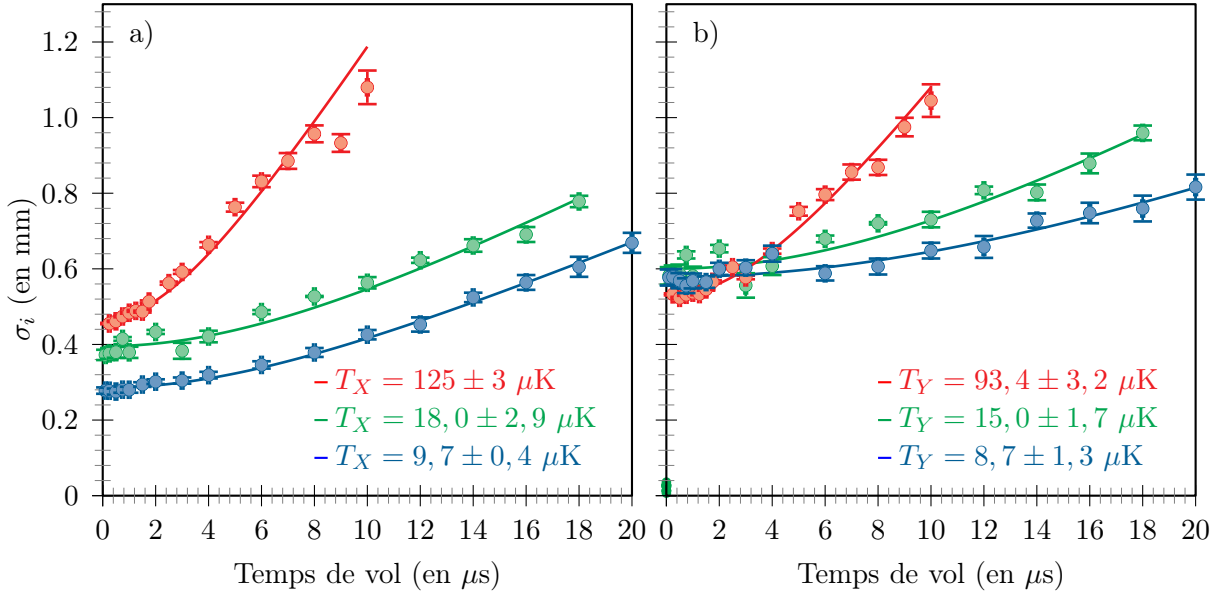 a)
σᵢ (en mm)
1.2
1.0
0.8
0.6
0.4
0.2
0
T_X = 125 ± 3 μK
T_X = 18, 0 ± 2, 9 μK
T_X = 9, 7 ± 0, 4 μK
0 2 4 6 8 10 12 14 16 18 20
Temps de vol (en μs)
b)
T_Y = 93, 4 ± 3, 2 μK
T_Y = 15, 0 ± 1, 7 μK
T_Y = 8, 7 ± 1, 3 μK
0 2 4 6 8 10 12 14 16 18 20
Temps de vol (en μs)